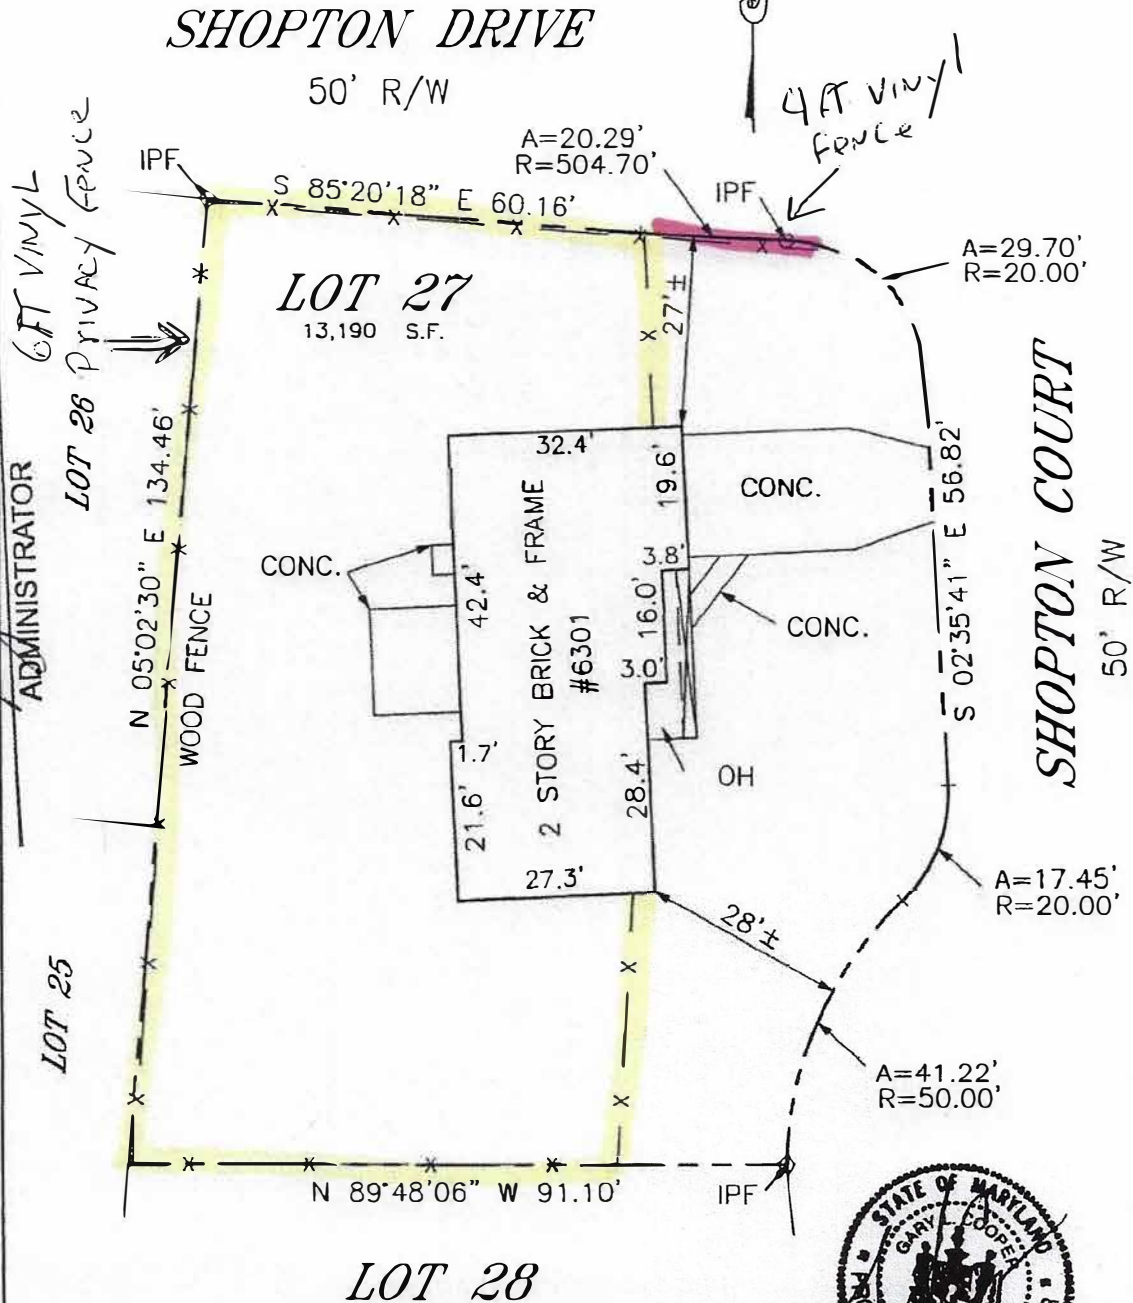 SHOPTON DRIVE
50' R/W
4 FT VINYL
FENCE
A=20.29'
R=504.70'
IPF
IPF
S 85°20'18" E 60.16'
A=29.70'
R=20.00'
6 FT VINYL
Privacy Fence
LOT 27
13,190 S.F.
27'±
LOT 26
N 05°02'30" E 134.46'
WOOD FENCE
ADMINISTRATOR
32.4'
19.6'
CONC.
S 02°35'41" E 56.82'
SHOPTON COURT
50' R/W
CONC.
42.4'
2 STORY BRICK & FRAME
#6301
3.8'
16.0'
3.0'
CONC.
OH
1.7'
21.6'
28.4'
27.3'
28'±
A=17.45'
R=20.00'
LOT 25
A=41.22'
R=50.00'
N 89°48'06" W 91.10'
IPF
LOT 28
STATE OF MARYLAND
GARY L. COOPER